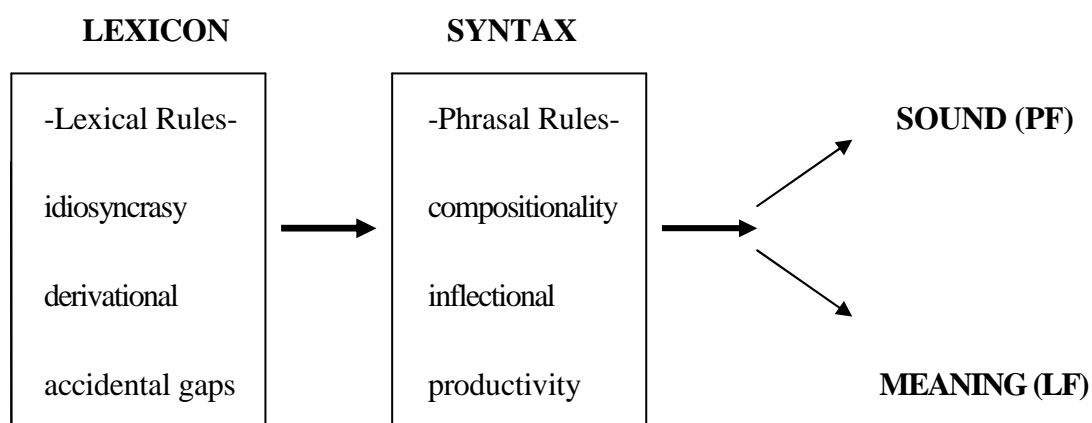 LEXICON SYNTAX
-Lexical Rules- -Phrasal Rules- SOUND (PF)
idiosyncrasy compositionality
derivational inflectional
accidental gaps productivity MEANING (LF)